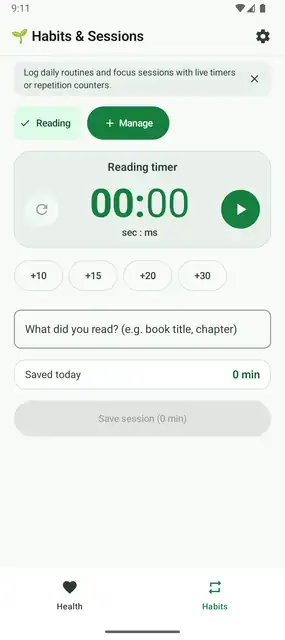 9:11
🌱 Habits & Sessions
Log daily routines and focus sessions with live timers
or repetition counters.
Reading
+ Manage
Reading timer
00:00
sec : ms
+10
+15
+20
+30
What did you read? (e.g. book title, chapter)
Saved today
0 min
Save session (0 min)
Health
Habits